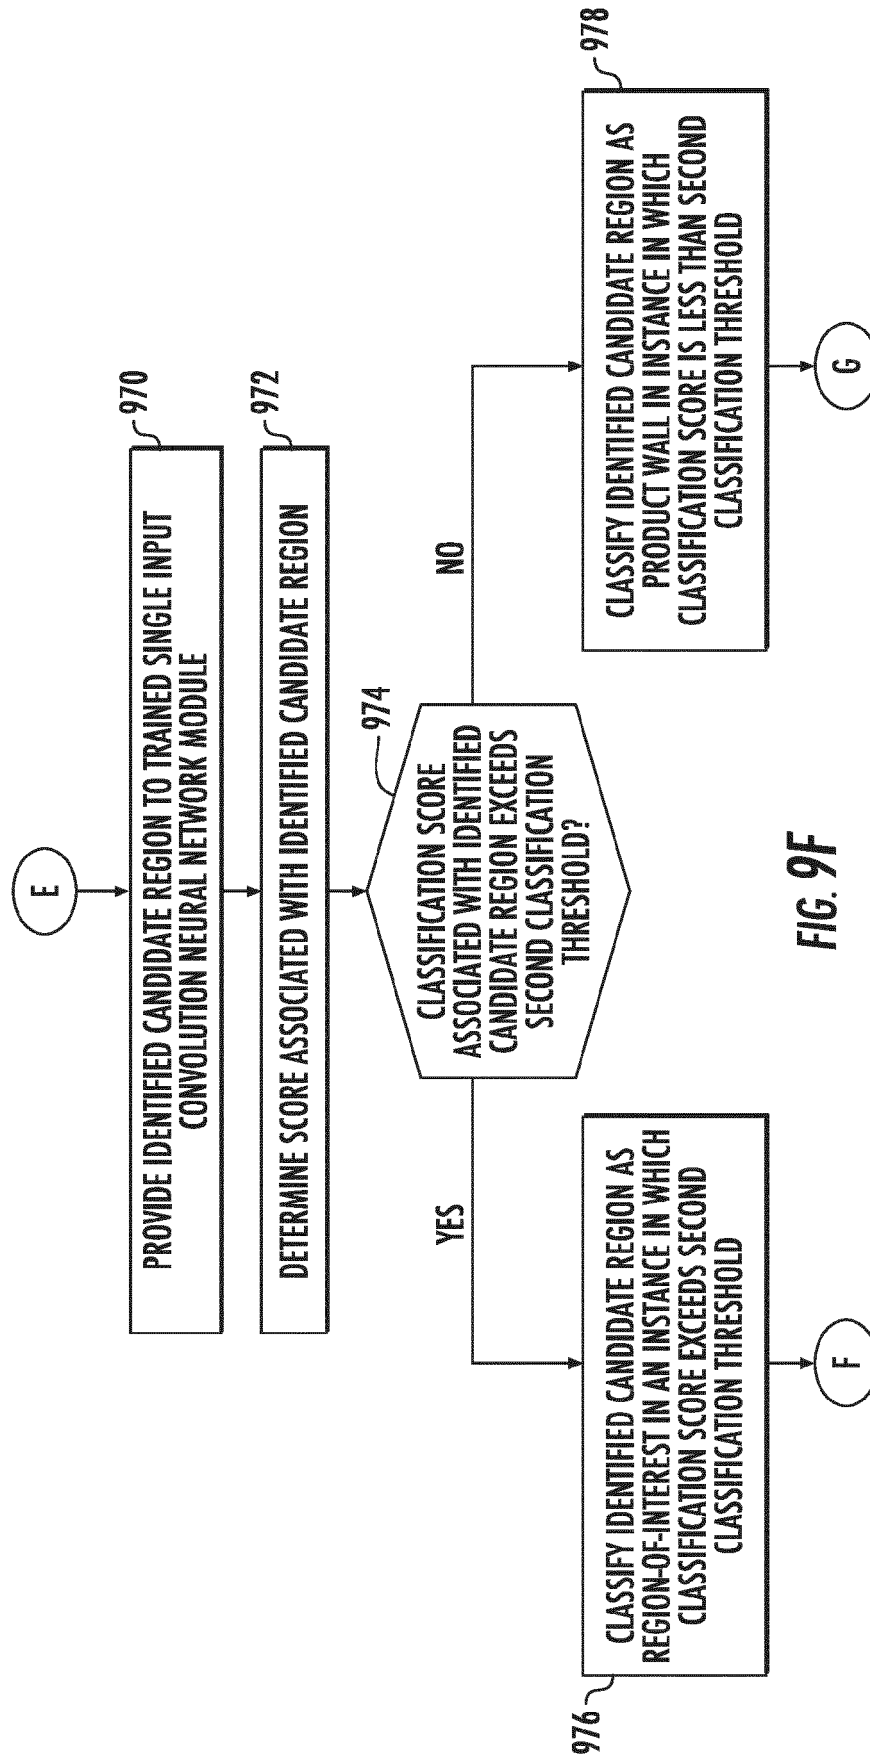 E
970
PROVIDE IDENTIFIED CANDIDATE REGION TO TRAINED SINGLE INPUT
CONVOLUTION NEURAL NETWORK MODULE
972
DETERMINE SCORE ASSOCIATED WITH IDENTIFIED CANDIDATE REGION
974
CLASSIFICATION SCORE
ASSOCIATED WITH IDENTIFIED
CANDIDATE REGION EXCEEDS
SECOND CLASSIFICATION
THRESHOLD?
YES
NO
976
CLASSIFY IDENTIFIED CANDIDATE REGION AS
REGION-OF-INTEREST IN AN INSTANCE IN WHICH
CLASSIFICATION SCORE EXCEEDS SECOND
CLASSIFICATION THRESHOLD
978
CLASSIFY IDENTIFIED CANDIDATE REGION AS
PRODUCT WALL IN INSTANCE IN WHICH
CLASSIFICATION SCORE IS LESS THAN SECOND
CLASSIFICATION THRESHOLD
F
G
FIG. 9F